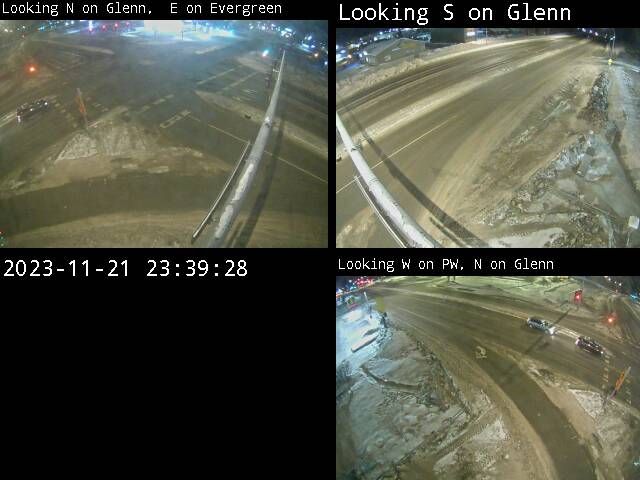 Looking N on Glenn,  E on Evergreen
Looking S on Glenn
2023-11-21 23:39:28
Looking W on PW, N on Glenn